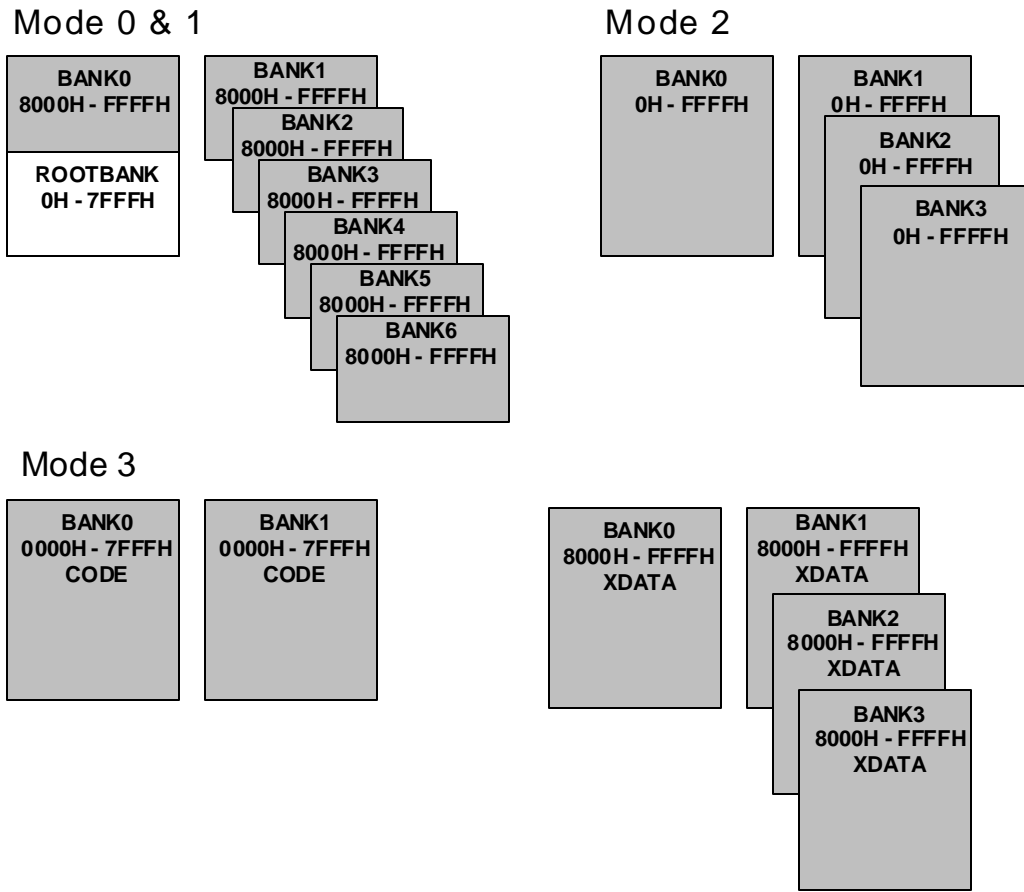 Mode 0 & 1
BANK0
8000H - FFFFH
ROOTBANK
0H - 7FFFH
BANK1
8000H - FFFFH
BANK2
8000H - FFFFH
BANK3
8000H - FFFFH
BANK4
8000H - FFFFH
BANK5
8000H - FFFFH
BANK6
8000H - FFFFH
Mode 2
BANK0
0H - FFFFH
BANK1
0H - FFFFH
BANK2
0H - FFFFH
BANK3
0H - FFFFH
Mode 3
BANK0
0000H - 7FFFH
CODE
BANK1
0000H - 7FFFH
CODE
BANK0
8000H - FFFFH
XDATA
BANK1
8000H - FFFFH
XDATA
BANK2
8000H - FFFFH
XDATA
BANK3
8000H - FFFFH
XDATA